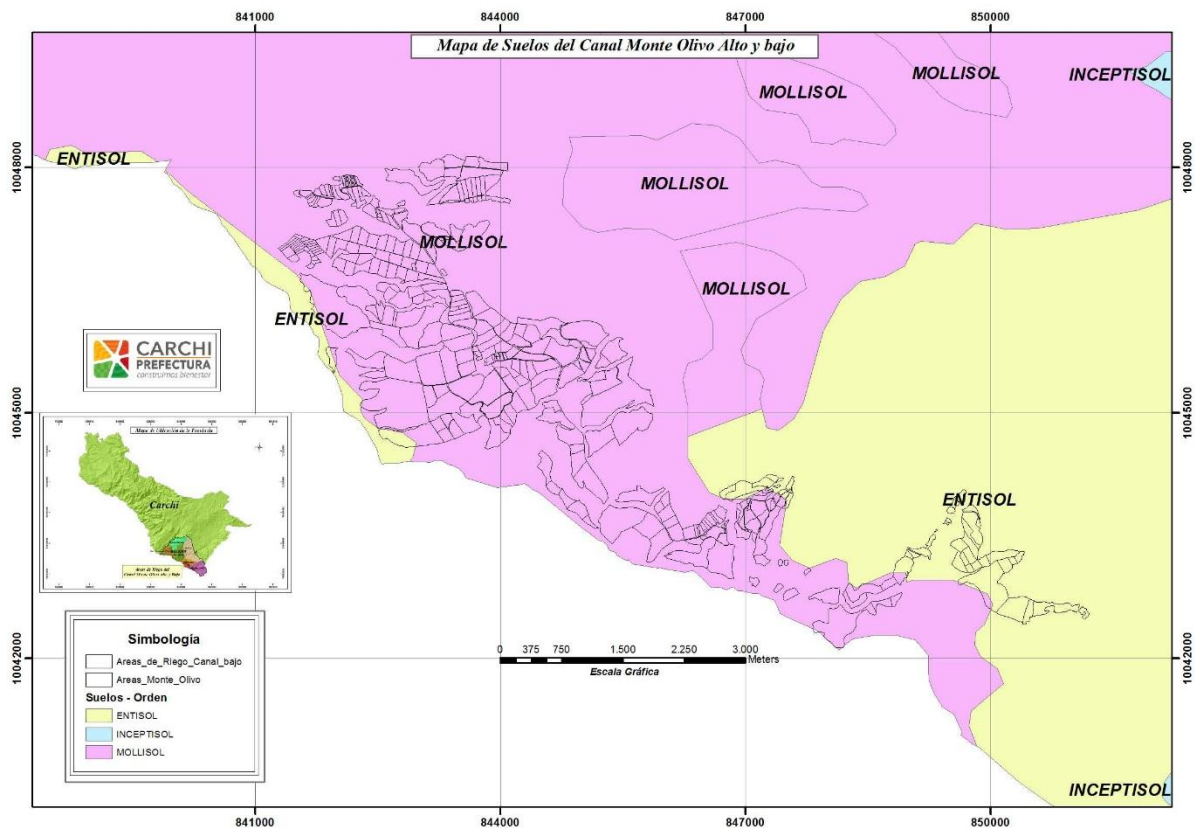 841000 844000 847000 850000
Mapa de Suelos del Canal Monte Olivo Alto y bajo
MOLLISOL
INCEPTISOL
MOLLISOL
ENTISOL
10048000
10048000
MOLLISOL
MOLLISOL
MOLLISOL
ENTISOL
CARCHI
PREFECTURA
construimos bienestar
10045000
10045000
Carchi
ENTISOL
Simbología
Areas_de_Riego_Canal_bajo
Areas_Monte_Olivo
Suelos - Orden
ENTISOL
INCEPTISOL
MOLLISOL
0 375 750 1.500 2.250 3.000
Meters
Escala Gráfica
10042000
10042000
INCEPTISOL
841000 844000 847000 850000